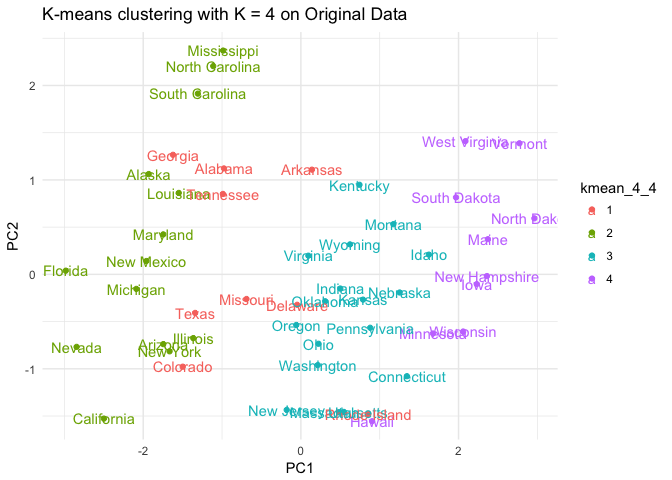 K-means clustering with K = 4 on Original Data
Mississippi
North Carolina
South Carolina
West Virginia
Vermont
Georgia
Alabama
Arkansas
Alaska
Kentucky
Louisiana
Tennessee
South Dakota
North Dak
Montana
Maryland
Maine
Wyoming
Virginia
Idaho
New Mexico
Florida
New Hampshire
Iowa
Michigan
Indiana
Nebraska
Missouri
Oklahoma
Kansas
Delaware
Texas
Oregon
Pennsylvania
Minnesota
Wisconsin
Illinois
Arizona
Nevada
New York
Ohio
Colorado
Washington
Connecticut
California
New Jersey
Massachusetts
Rhode Island
Hawaii
2
1
0
-1
-2
0
2
PC1
PC2
kmean_4_4
a 1
a 2
a 3
a 4